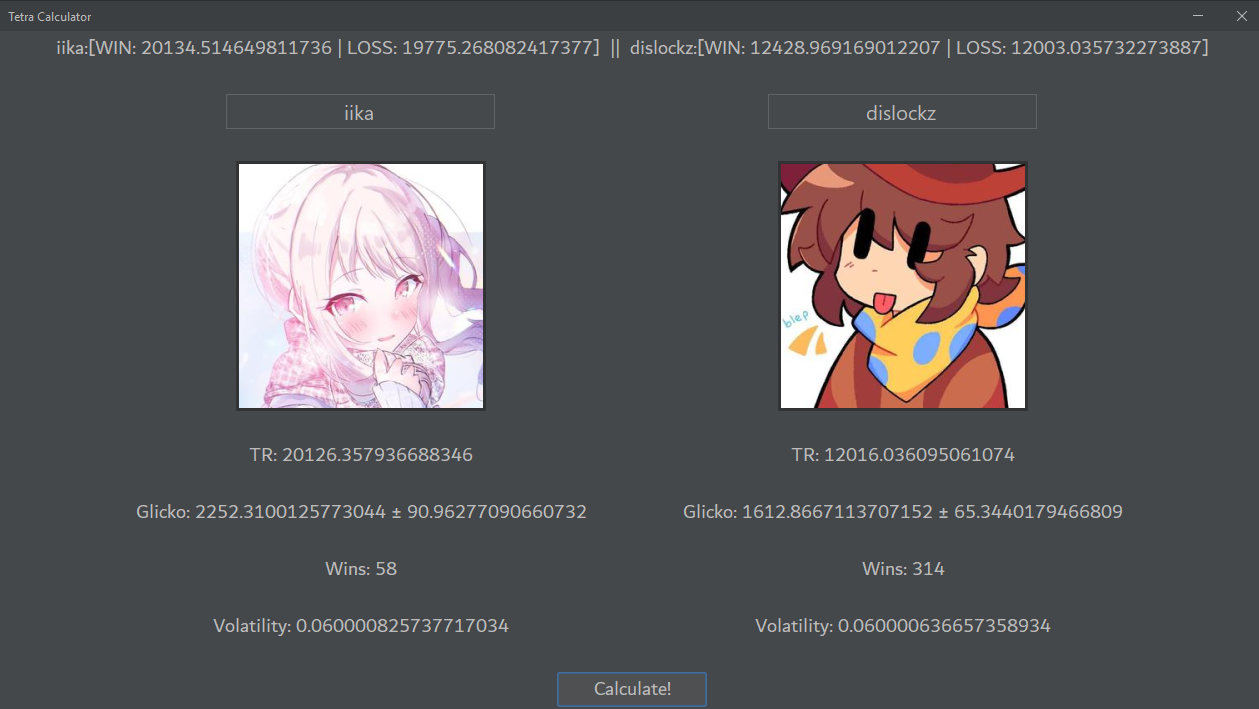 Tetra Calculator
iika:[WIN: 20134.514649811736 | LOSS: 19775.268082417377] || dislockz:[WIN: 12428.969169012207 | LOSS: 12003.035732273887]
iika
dislockz
blep
TR: 20126.357936688346
TR: 12016.036095061074
Glicko: 2252.3100125773044 ± 90.96277090660732
Glicko: 1612.8667113707152 ± 65.3440179466809
Wins: 58
Wins: 314
Volatility: 0.060000825737717034
Volatility: 0.060000636657358934
Calculate!